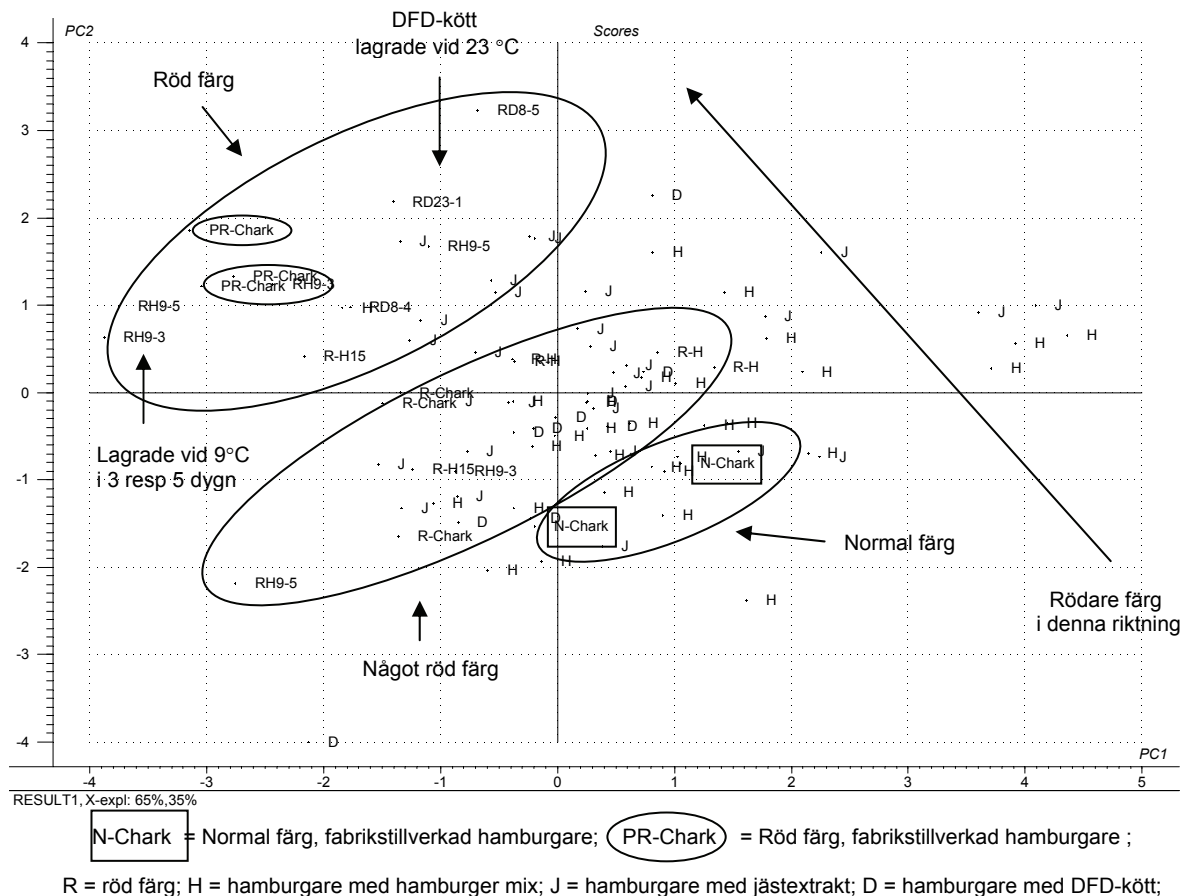 PC2
DFD-kött
lagrade vid 23 °C
Scores
4
Röd färg
3
RD8-5
RD23-1
D
2
PR-Chark
J
RH9-5
J
J
H
J
PR-Chark
PR-Chark
RH9-3
J
J
J
H
RH9-5
H
RD8-4
1
J
J
J
J
H
RH9-3
J
J
J
J
H
H
R-H15
J
R-H
R-H
R-H
R-H
J
J
D
H
H
H
H
0
R-Chark
R-Chark
J
J
H
D
J
J
D
H
D
D
H
H
D
H
H
H
Lagrade vid 9°C
i 3 resp 5 dygn
J
H
H
J
J
H
J
H
J
R-H15
RH9-3
H
H
N-Chark
-1
J
H
J
H
J
D
H
D
H
R-Chark
N-Chark
J
Normal färg
-2
RH9-5
H
H
H
Rödare färg
i denna riktning
Något röd färg
-3
-4
D
PC1
-4 -3 -2 -1 0 1 2 3 4 5
RESULT1, X-expl: 65%,35%
N-Chark = Normal färg, fabrikstillverkad hamburgare; PR-Chark = Röd färg, fabrikstillverkad hamburgare ;
R = röd färg; H = hamburgare med hamburger mix; J = hamburgare med jästextrakt; D = hamburgare med DFD-kött;